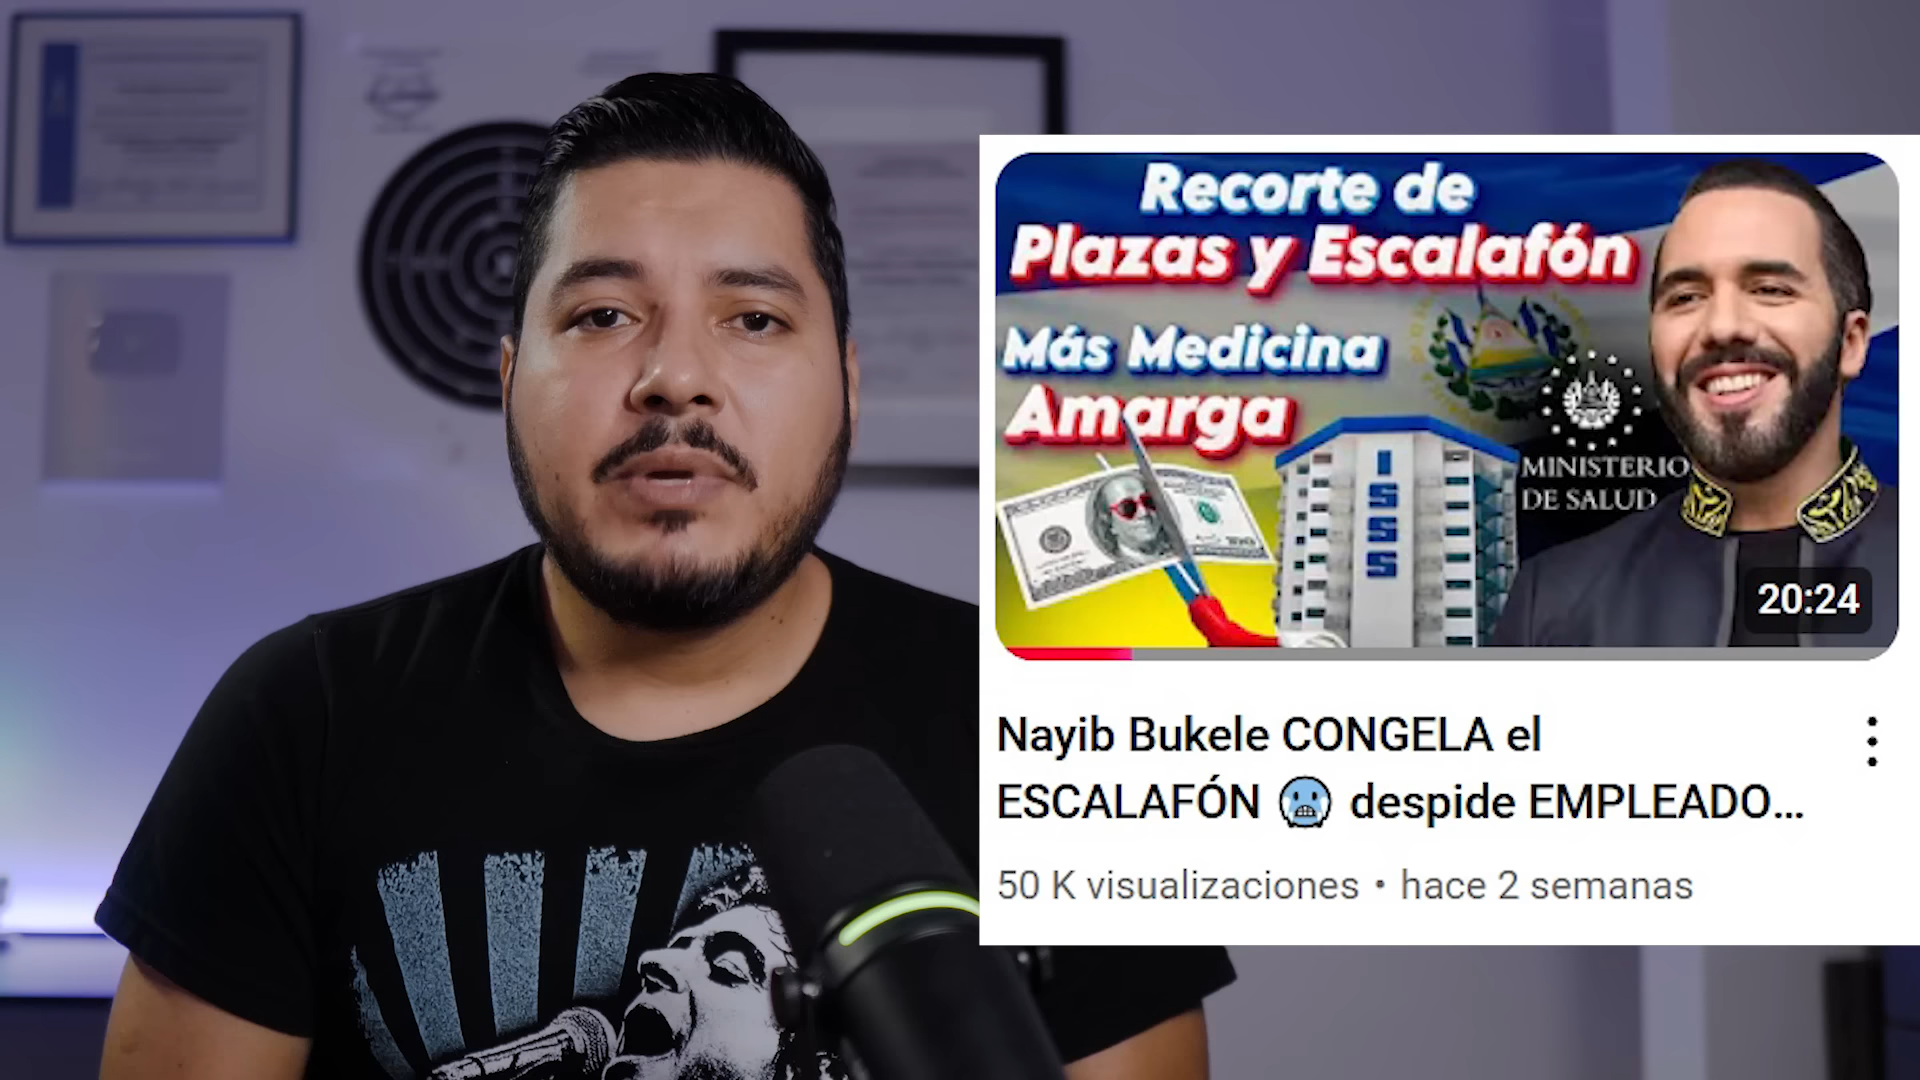 Recorte de
Plazas y Escalafón
Más Medicina
Amarga
ISSS
MINISTERIO
DE SALUD
100
20:24
Nayib Bukele CONGELA el
ESCALAFÓN 🥶 despide EMPLEADO...
50 K visualizaciones • hace 2 semanas